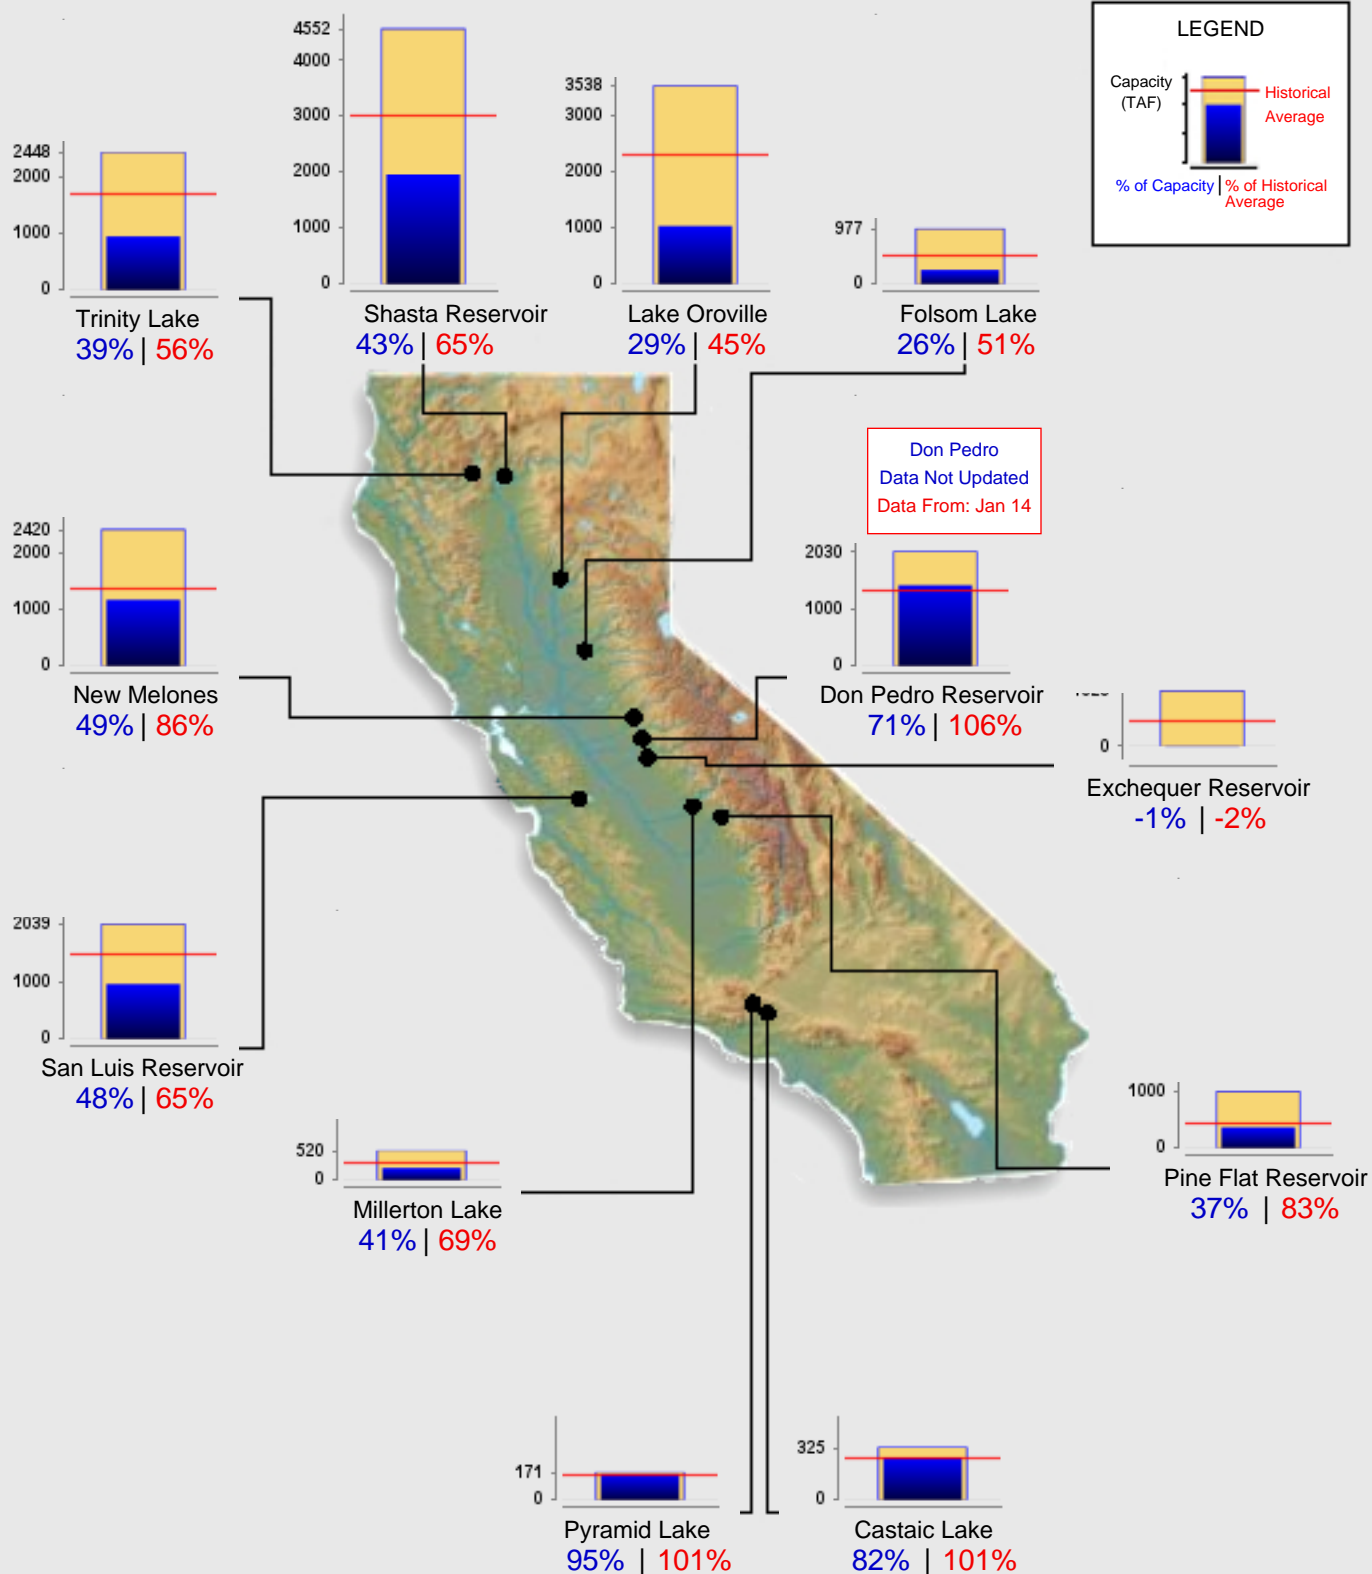 LEGEND
Capacity
(TAF)
Historical
Average
% of Capacity | % of Historical
Average
4552
4000
3000
2000
1000
0
Shasta Reservoir
43% | 65%
3538
3000
2000
1000
0
Lake Oroville
29% | 45%
2448
2000
1000
0
Trinity Lake
39% | 56%
977
0
Folsom Lake
26% | 51%
Don Pedro
Data Not Updated
Data From: Jan 14
2420
2000
1000
0
New Melones
49% | 86%
2030
1000
0
Don Pedro Reservoir
71% | 106%
0
Exchequer Reservoir
-1% | -2%
2039
1000
0
San Luis Reservoir
48% | 65%
520
0
Millerton Lake
41% | 69%
1000
0
Pine Flat Reservoir
37% | 83%
171
0
Pyramid Lake
95% | 101%
325
0
Castaic Lake
82% | 101%